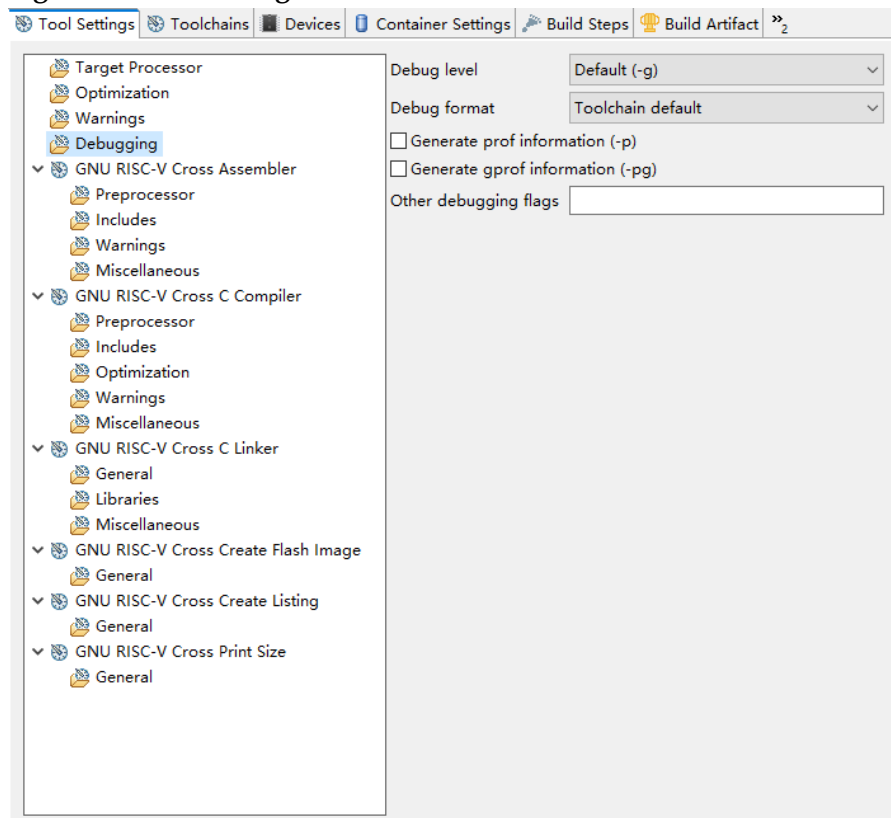 Tool Settings Toolchains Devices Container Settings Build Steps Build Artifact »2
Target Processor
Optimization
Warnings
Debugging
GNU RISC-V Cross Assembler
Preprocessor
Includes
Warnings
Miscellaneous
GNU RISC-V Cross C Compiler
Preprocessor
Includes
Optimization
Warnings
Miscellaneous
GNU RISC-V Cross C Linker
General
Libraries
Miscellaneous
GNU RISC-V Cross Create Flash Image
General
GNU RISC-V Cross Create Listing
General
GNU RISC-V Cross Print Size
General
Debug level Default (-g)
Debug format Toolchain default
Generate prof information (-p)
Generate gprof information (-pg)
Other debugging flags